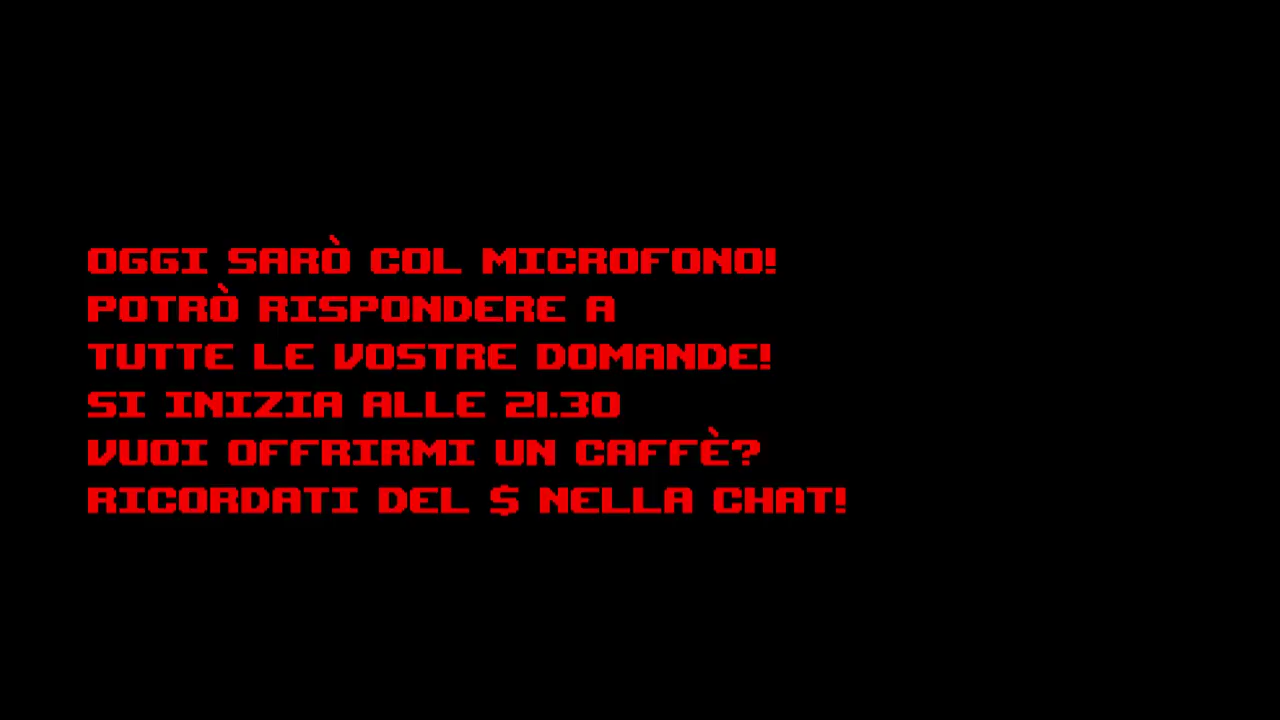 OGGI SARÒ COL MICROFONO!
POTRÒ RISPONDERE A
TUTTE LE VOSTRE DOMANDE!
SI INIZIA ALLE 21.30
VUOI OFFRIRMI UN CAFFÈ?
RICORDATI DEL $ NELLA CHAT!